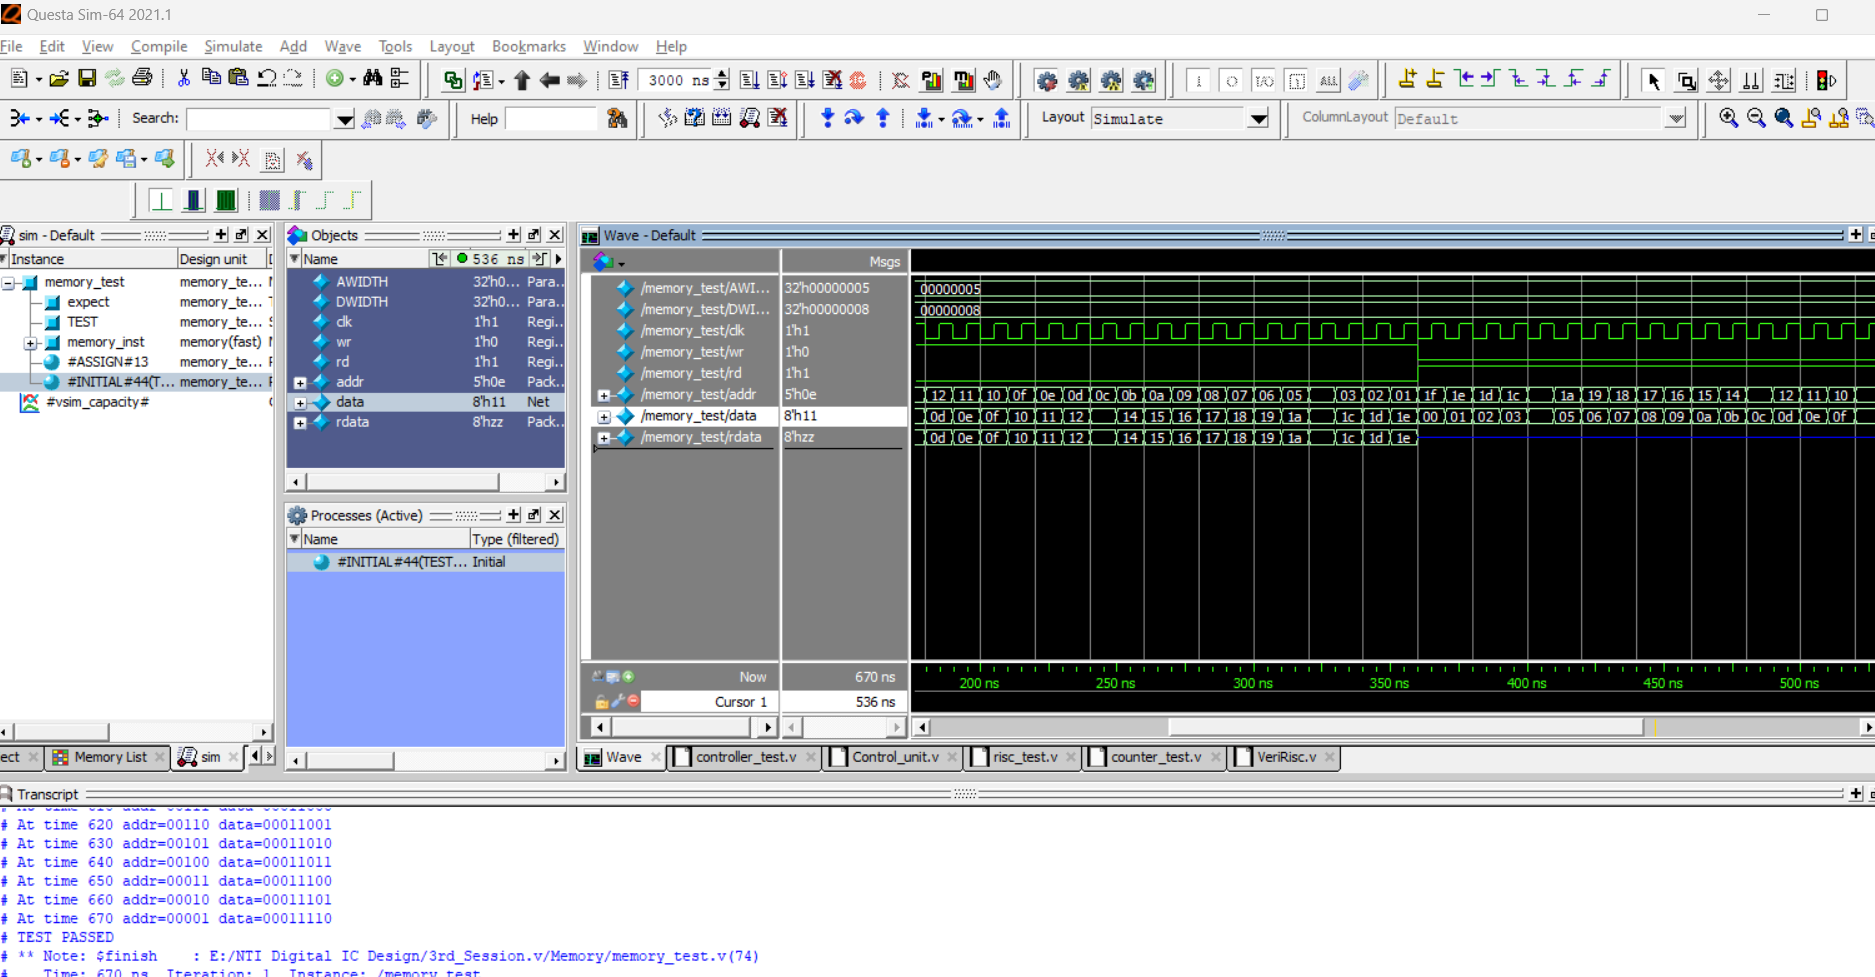 Questa Sim-64 2021.1
File Edit View Compile Simulate Add Wave Tools Layout Bookmarks Window Help
3000 ns
Search:
Help
Layout Simulate
ColumnLayout Default
sim - Default
Instance Design unit
memory_test memory_te...
expect memory_te...
TEST memory_te...
memory_inst memory(fast)
#ASSIGN#13 memory_te...
#INITIAL#44(T... memory_te...
#vsim_capacity#
Objects
Name 536 ns
AWIDTH 32'h0... Para..
DWIDTH 32'h0... Para..
clk 1'h1 Regi..
wr 1'h0 Regi..
rd 1'h1 Regi..
addr 5'h0e Pack..
data 8'h11 Net
rdata 8'hzz Pack..
Processes (Active)
Name Type (filtered)
#INITIAL#44(TEST... Initial
Wave - Default
Msgs
/memory_test/AWI... 32'h00000005 00000005
/memory_test/DWI... 32'h00000008 00000008
/memory_test/clk 1'h1
/memory_test/wr 1'h0
/memory_test/rd 1'h1
/memory_test/addr 5'h0e 12 11 10 0f 0e 0d 0c 0b 0a 09 08 07 06 05 03 02 01 1f 1e 1d 1c 1a 19 18 17 16 15 14 12 11 10
/memory_test/data 8'h11 0d 0e 0f 10 11 12 14 15 16 17 18 19 1a 1c 1d 1e 00 01 02 03 05 06 07 08 09 0a 0b 0c 0d 0e 0f
/memory_test/rdata 8'hzz 0d 0e 0f 10 11 12 14 15 16 17 18 19 1a 1c 1d 1e
Now 670 ns 200 ns 250 ns 300 ns 350 ns 400 ns 450 ns 500 ns
Cursor 1 536 ns
ect Memory List sim
Wave controller_test.v Control_unit.v risc_test.v counter_test.v VeriRisc.v
Transcript
# At time 620 addr=00110 data=00011001
# At time 630 addr=00101 data=00011010
# At time 640 addr=00100 data=00011011
# At time 650 addr=00011 data=00011100
# At time 660 addr=00010 data=00011101
# At time 670 addr=00001 data=00011110
# TEST PASSED
# ** Note: $finish : E:/NTI Digital IC Design/3rd_Session.v/Memory/memory_test.v(74)
# Time: 670 ns Iteration: 1 Instance: /memory_test